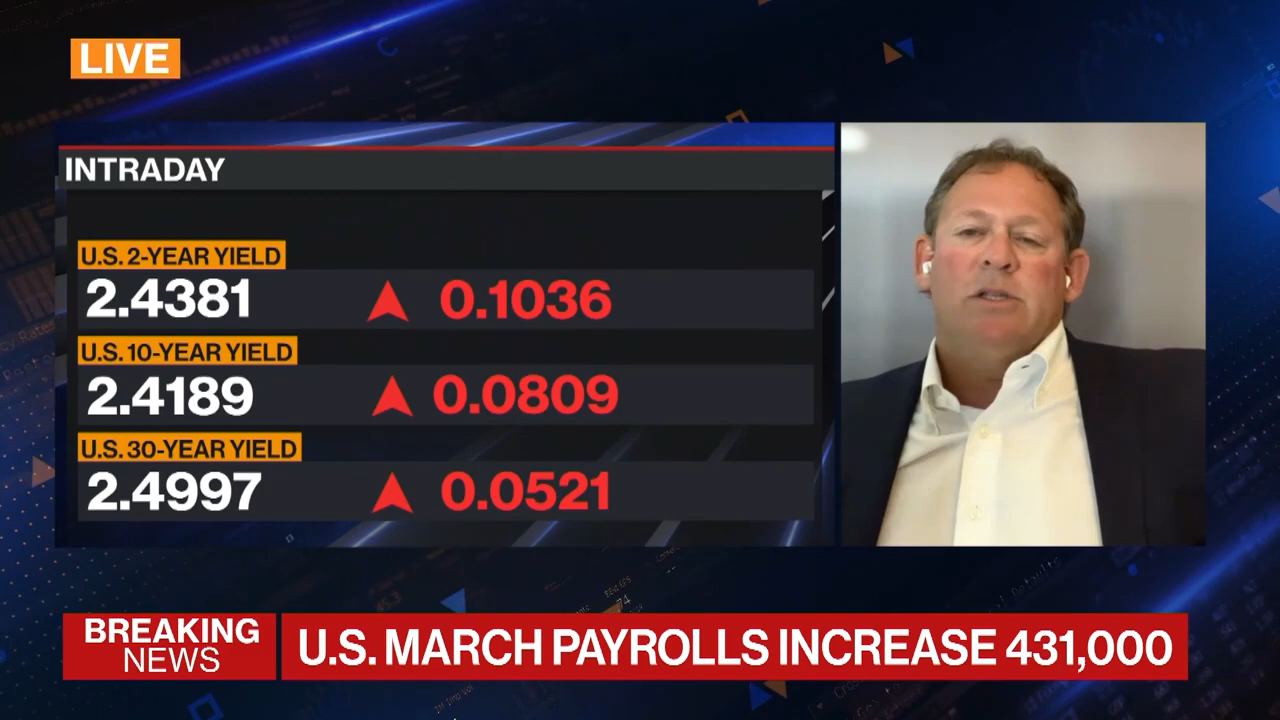 LIVE
INTRADAY
U.S. 2-YEAR YIELD
2.4381 0.1036
U.S. 10-YEAR YIELD
2.4189 0.0809
U.S. 30-YEAR YIELD
2.4997 0.0521
BREAKING
NEWS
U.S. MARCH PAYROLLS INCREASE 431,000